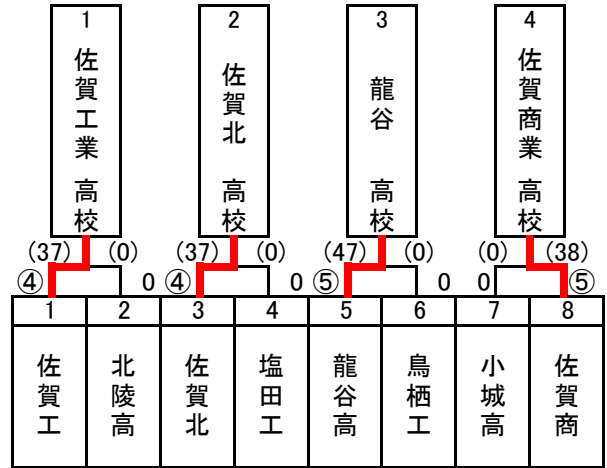 1 2 3 4
佐賀工業 高校
佐賀北 高校
龍谷 高校
佐賀商業 高校
(37) (0) (37) (0) (47) (0) (0) (38)
④ 0 ④ 0 ⑤ 0 0 ⑤
1 2 3 4 5 6 7 8
佐賀工
北陵高
佐賀北
塩田工
龍谷高
鳥栖工
小城高
佐賀商